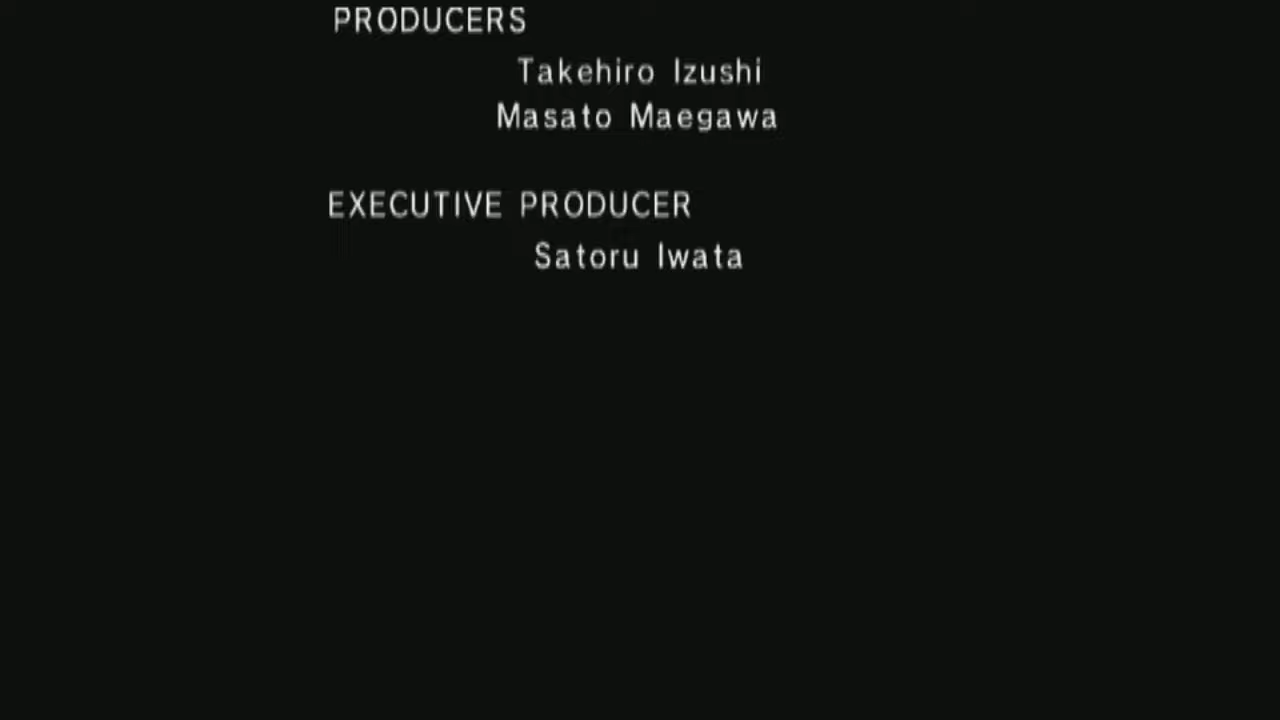 PRODUCERS
Takehiro Izushi
Masato Maegawa
EXECUTIVE PRODUCER
Satoru Iwata